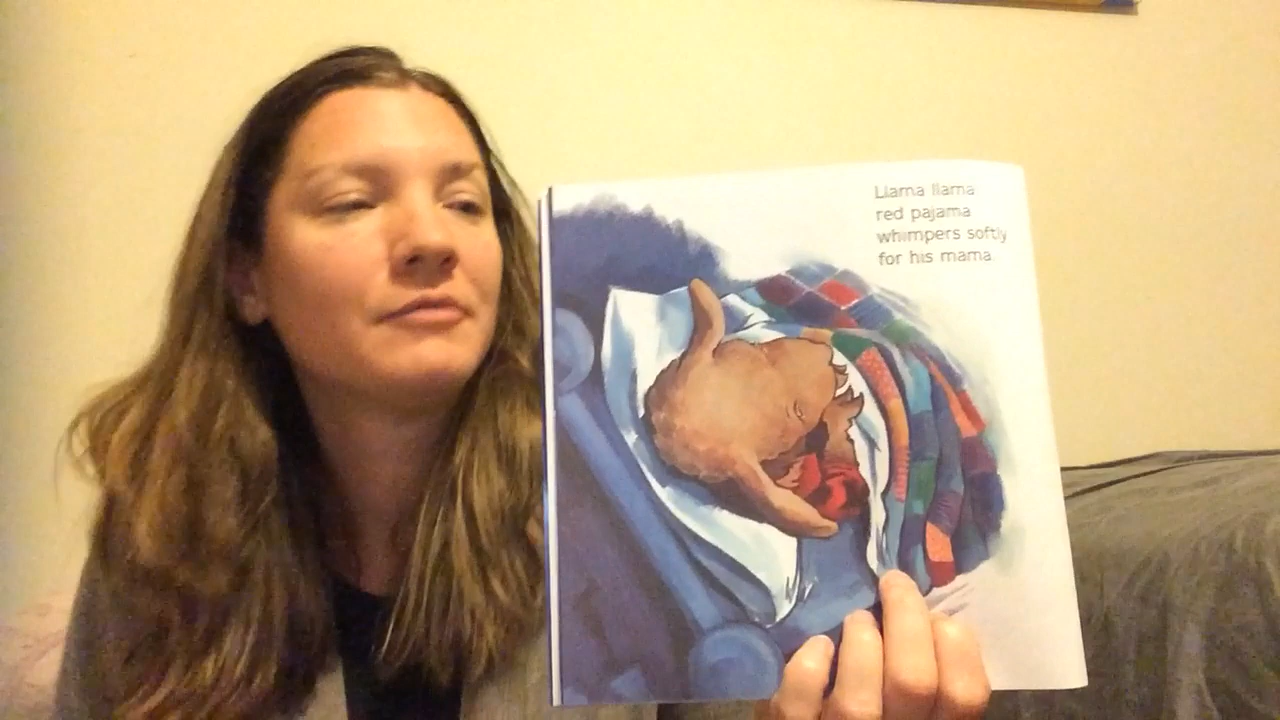 Llama llama
red pajama
whimpers softly
for his mama.